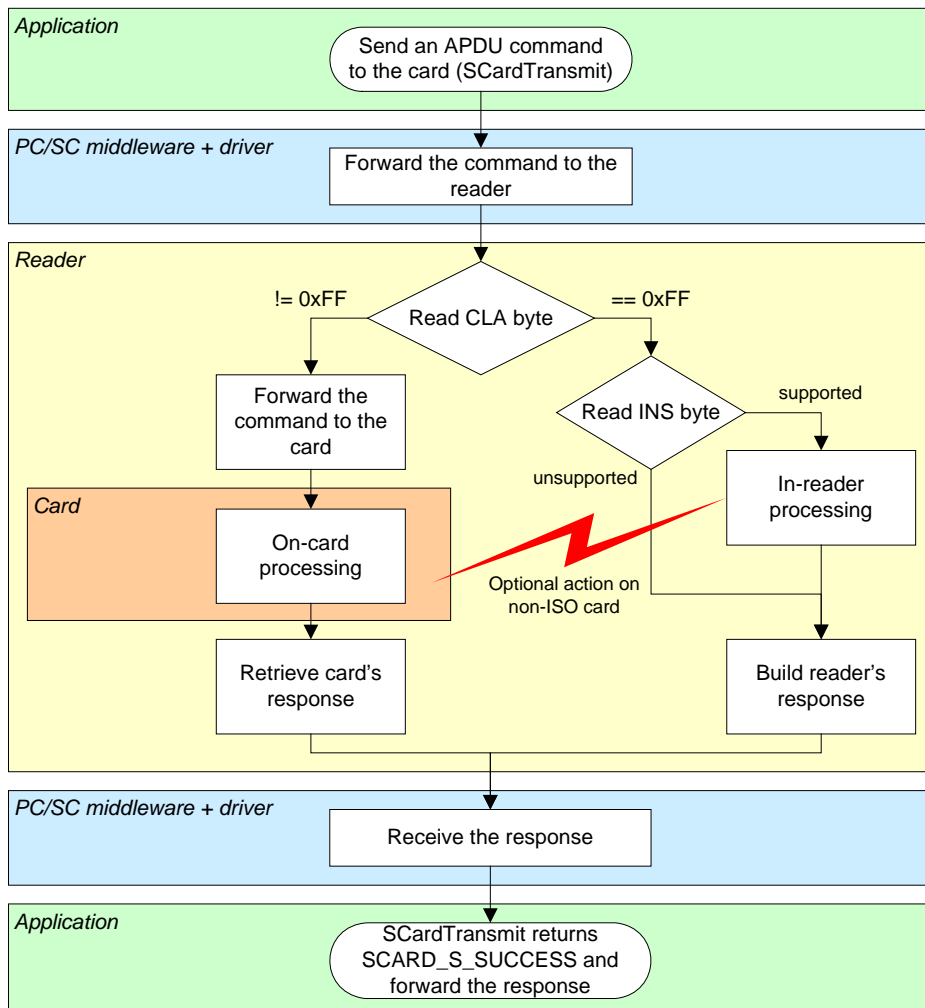 Application
Send an APDU command
to the card (SCardTransmit)
PC/SC middleware + driver
Forward the command to the
reader
Reader
!= 0xFF
== 0xFF
Read CLA byte
Forward the
command to the
card
Read INS byte
supported
unsupported
In-reader
processing
Card
On-card
processing
Optional action on
non-ISO card
Retrieve card's
response
Build reader's
response
PC/SC middleware + driver
Receive the response
Application
SCardTransmit returns
SCARD_S_SUCCESS and
forward the response